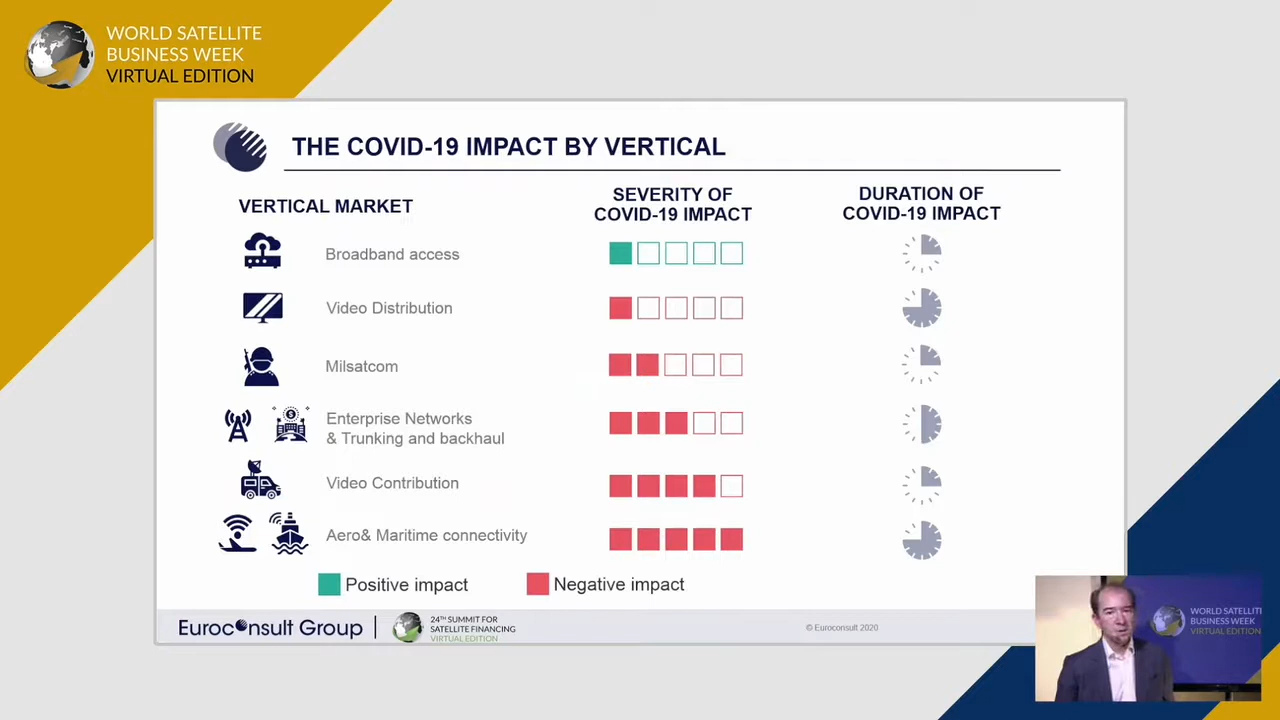 WORLD SATELLITE
BUSINESS WEEK
VIRTUAL EDITION
THE COVID-19 IMPACT BY VERTICAL
VERTICAL MARKET
SEVERITY OF
COVID-19 IMPACT
DURATION OF
COVID-19 IMPACT
Broadband access
Video Distribution
Milsatcom
Enterprise Networks
& Trunking and backhaul
Video Contribution
Aero& Maritime connectivity
Positive impact
Negative impact
Euroconsult Group
24TH SUMMIT FOR
SATELLITE FINANCING
VIRTUAL EDITION
© Euroconsult 2020
WORLD SATELLITI
BUSINESS WEEK
VIRTUAL EDITION